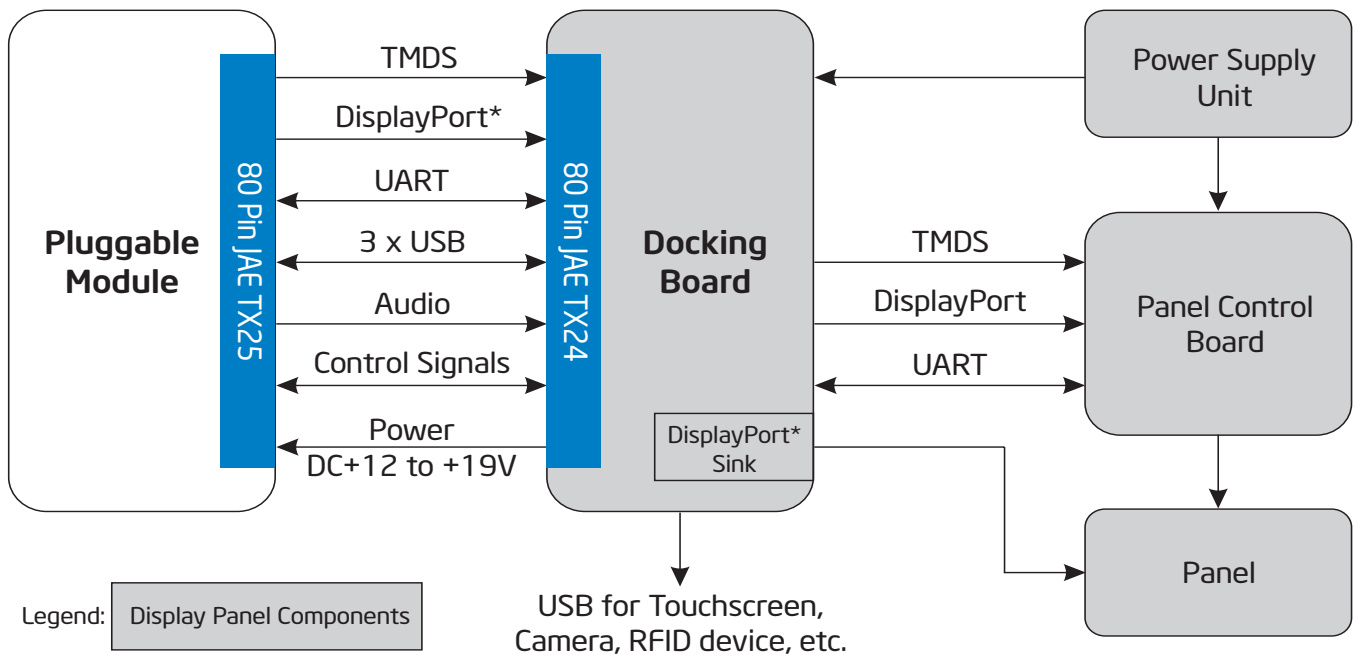 Pluggable
Module
80 Pin JAE TX25
TMDS
DisplayPort*
UART
3 x USB
Audio
Control Signals
Power
DC+12 to +19V
80 Pin JAE TX24
Docking
Board
DisplayPort*
Sink
TMDS
DisplayPort
UART
Power Supply
Unit
Panel Control
Board
Panel
USB for Touchscreen,
Camera, RFID device, etc.
Legend:
Display Panel Components